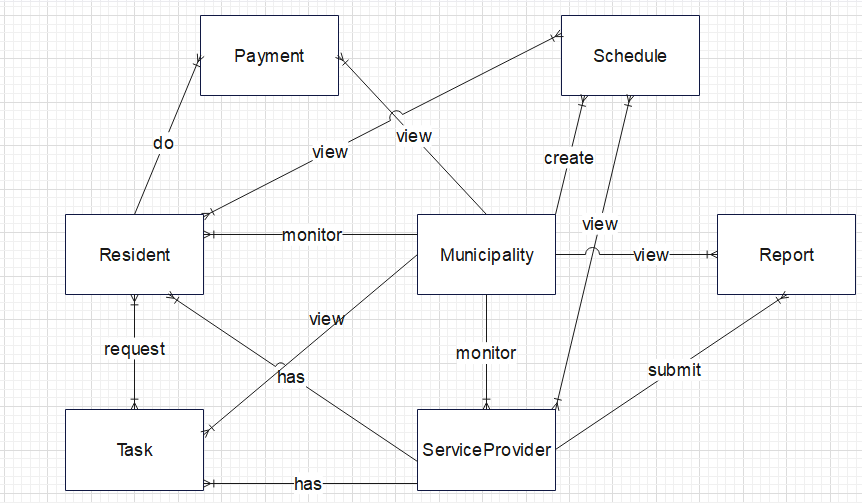 Payment
Schedule
do
view
view
create
view
Resident
monitor
Municipality
view
Report
view
request
monitor
has
submit
Task
ServiceProvider
has